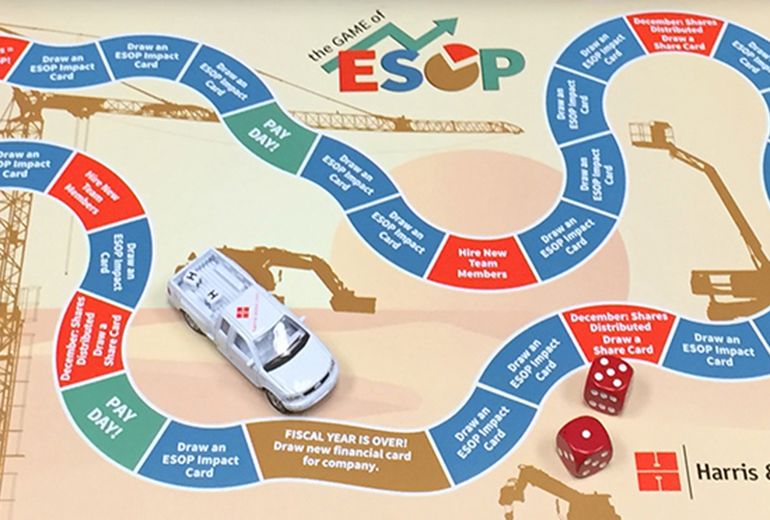 the GAME of
ESOP
P!
Draw an
ESOP Impact
Card
Draw an
ESOP Impact
Card
Draw an
ESOP Impact
Card
PAY
DAY!
Draw an
ESOP Impact
Card
Draw an
ESOP Impact
Card
Hire New
Team
Members
Draw an
ESOP Impact
Card
Draw an
ESOP Impact
Card
Draw an
ESOP Impact
Card
Draw an
ESOP Impact
Card
December: Shares
Distributed
Draw a
Share Card
Draw an
ESOP Impact
Draw an
ESOP Impact
Card
Hire New
Team
Members
Draw an
ESOP Impact
Card
December: Shares
Distributed
Draw a
Share Card
PAY
DAY!
Draw an
ESOP Impact
Card
FISCAL YEAR IS OVER!
Draw new financial card
for company.
Draw an
ESOP Impact
Card
Draw an
ESOP Impact
Card
December: Shares
Distributed
Draw a
Share Card
Draw an
ESOP Impact
Card
H H
Harris &